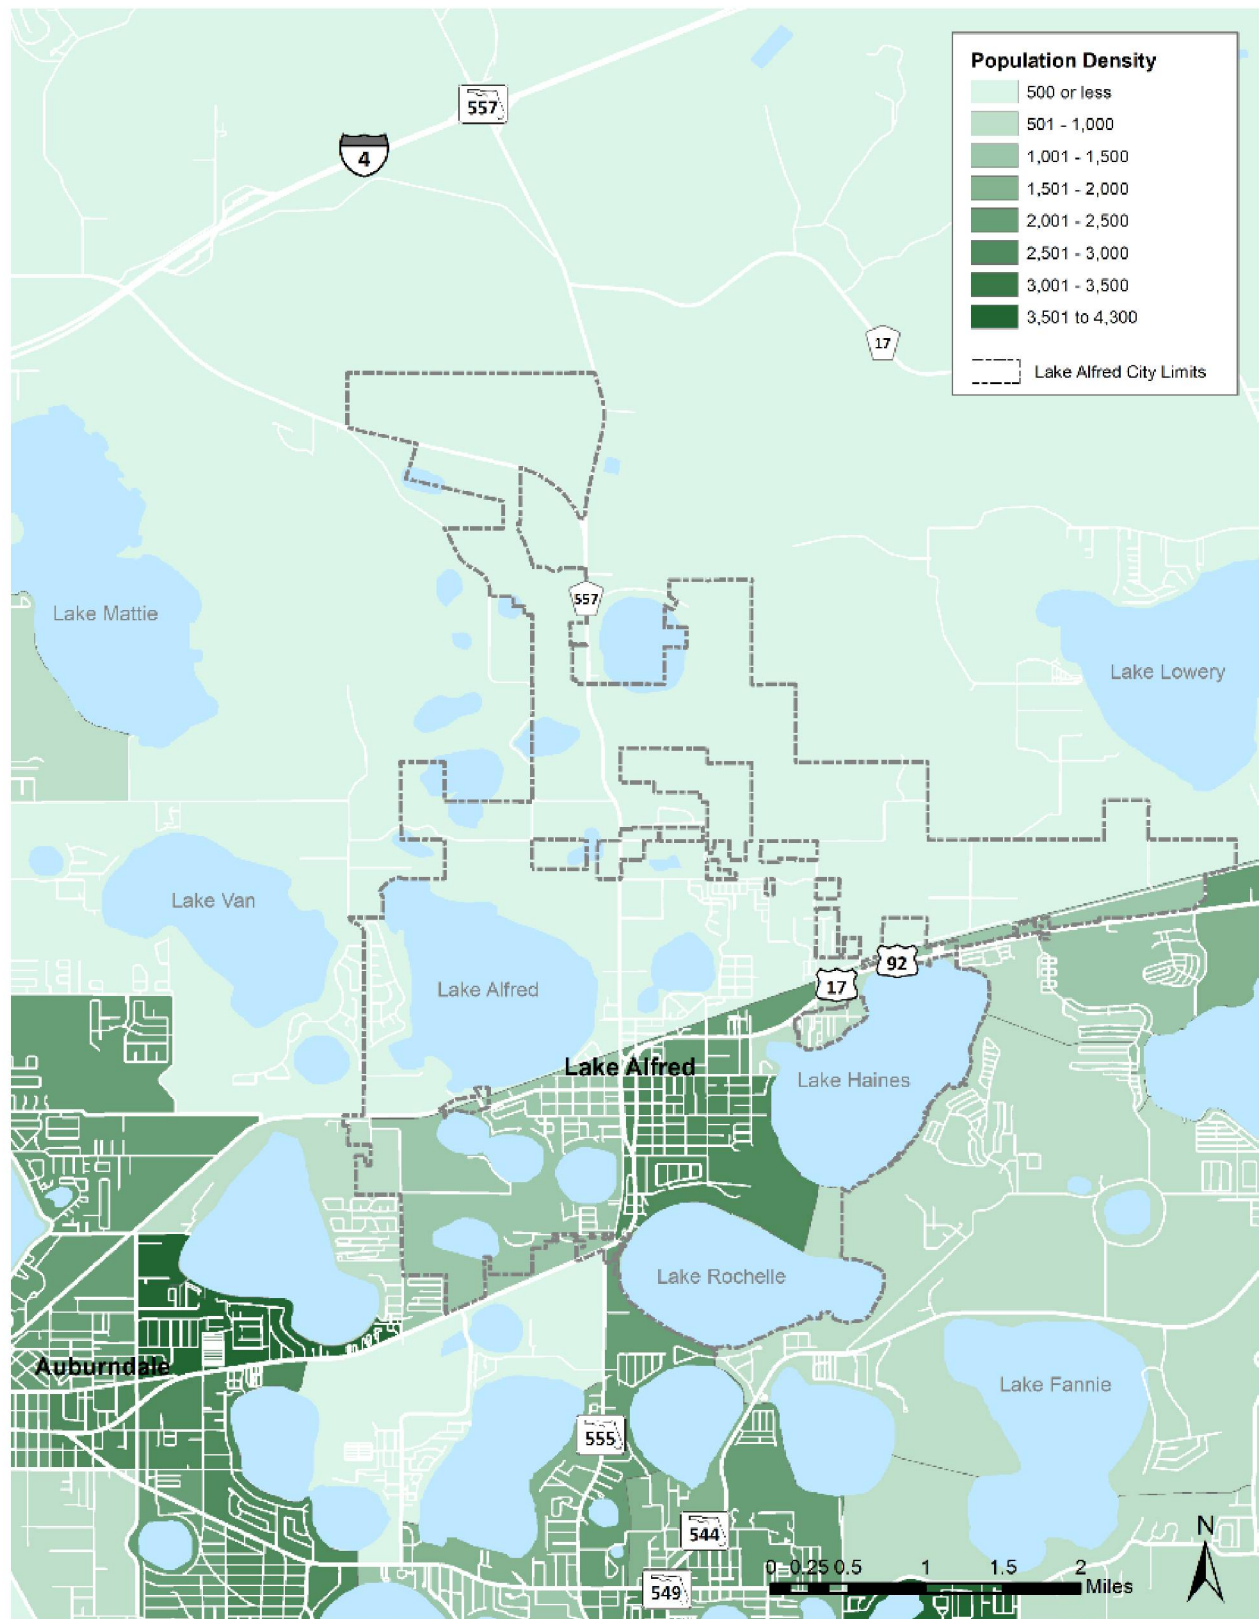 Population Density
500 or less
501 - 1,000
1,001 - 1,500
1,501 - 2,000
2,001 - 2,500
2,501 - 3,000
3,001 - 3,500
3,501 to 4,300
Lake Alfred City Limits
557
4
17
557
Lake Mattie
Lake Lowery
Lake Van
Lake Alfred
92
17
Lake Alfred
Lake Haines
Lake Rochelle
Auburndale
Lake Fannie
555
544
549
N
0 0.25 0.5 1 1.5 2
Miles